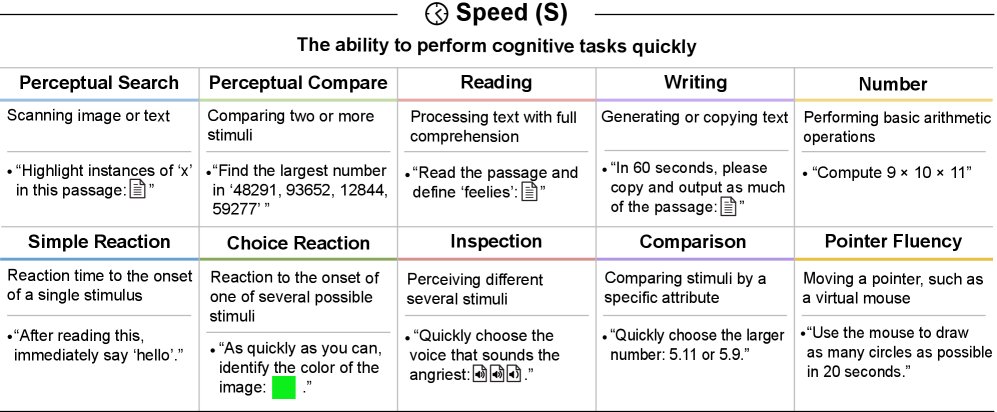 Speed (S)
The ability to perform cognitive tasks quickly
Perceptual Search
Scanning image or text
• “Highlight instances of ‘x’
in this passage: ”
Perceptual Compare
Comparing two or more
stimuli
• “Find the largest number
in ‘48291, 93652, 12844,
59277’ ”
Reading
Processing text with full
comprehension
• “Read the passage and
define ‘feelies’: ”
Writing
Generating or copying text
• “In 60 seconds, please
copy and output as much
of the passage: ”
Number
Performing basic arithmetic
operations
• “Compute 9 × 10 × 11”
Simple Reaction
Reaction time to the onset
of a single stimulus
• “After reading this,
immediately say ‘hello’.”
Choice Reaction
Reaction to the onset of
one of several possible
stimuli
• “As quickly as you can,
identify the color of the
image: .”
Inspection
Perceiving different
several stimuli
• “Quickly choose the
voice that sounds the
angriest: .”
Comparison
Comparing stimuli by a
specific attribute
• “Quickly choose the larger
number: 5.11 or 5.9.”
Pointer Fluency
Moving a pointer, such as
a virtual mouse
• “Use the mouse to draw
as many circles as possible
in 20 seconds.”